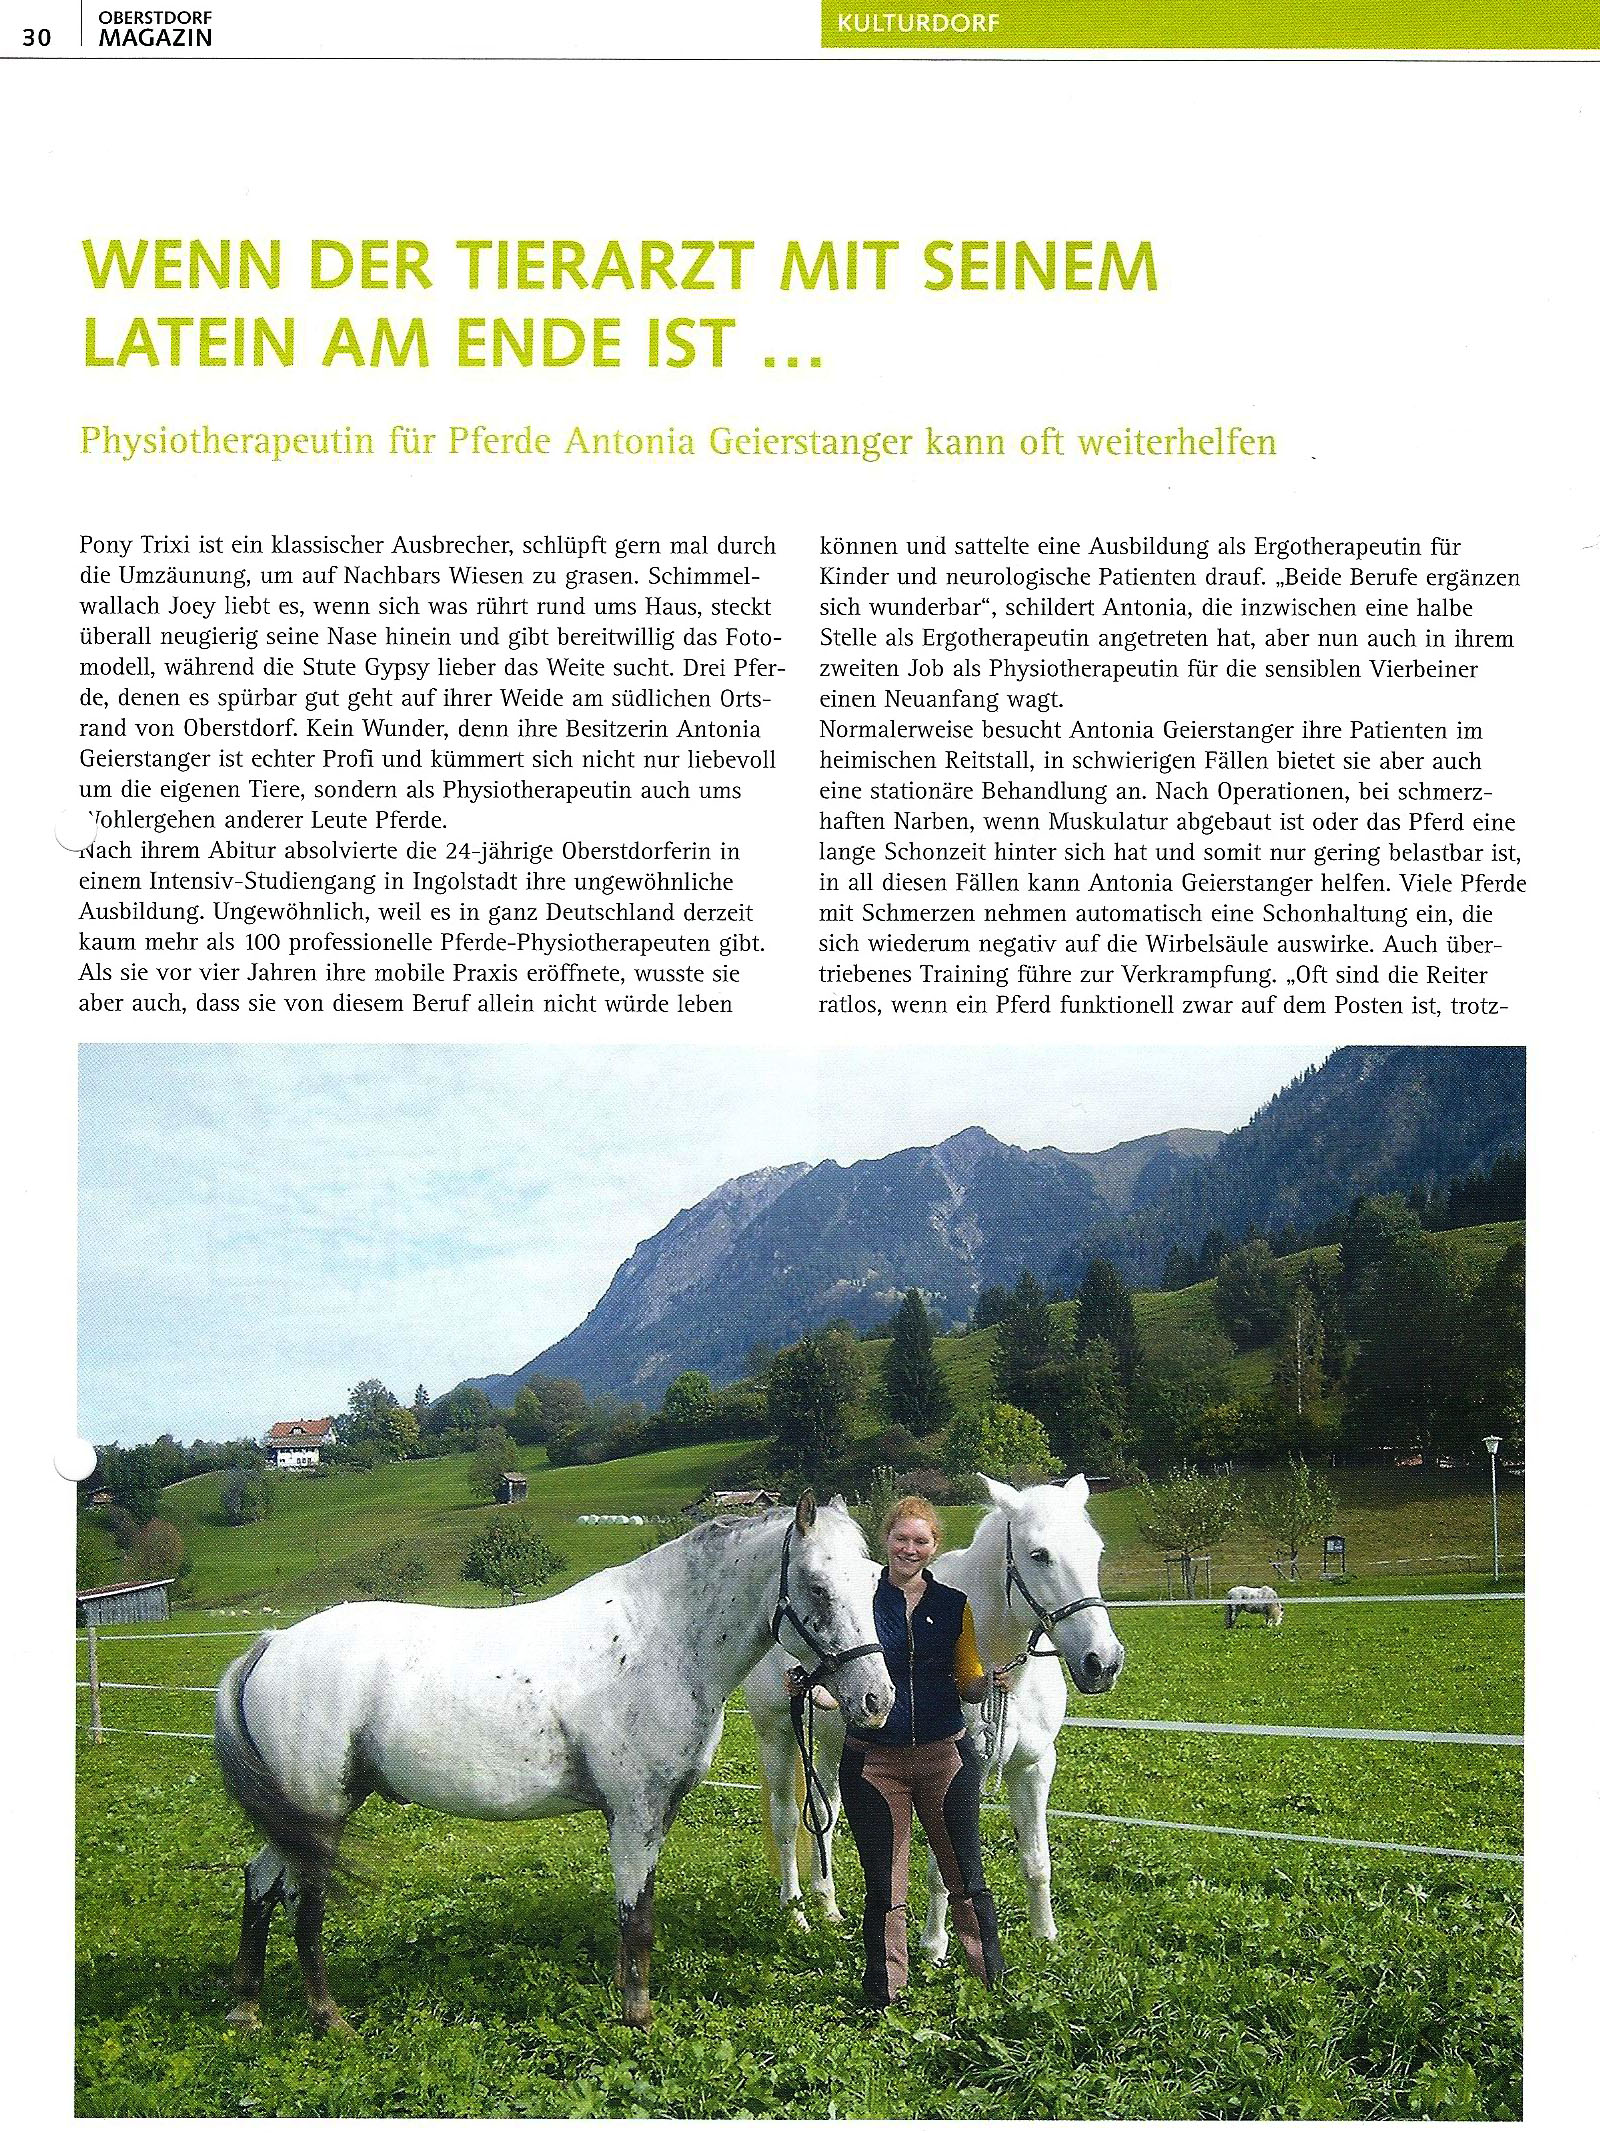 30
OBERSTDORF
MAGAZIN
KULTURDORF
WENN DER TIERARZT MIT SEINEM
LATEIN AM ENDE IST ...
Physiotherapeutin für Pferde Antonia Geierstanger kann oft weiterhelfen
Pony Trixi ist ein klassischer Ausbrecher, schlüpft gern mal durch
die Umzäunung, um auf Nachbars Wiesen zu grasen. Schimmel-
wallach Joey liebt es, wenn sich was rührt rund ums Haus, steckt
überall neugierig seine Nase hinein und gibt bereitwillig das Foto-
modell, während die Stute Gypsy lieber das Weite sucht. Drei Pfer-
de, denen es spürbar gut geht auf ihrer Weide am südlichen Orts-
rand von Oberstdorf. Kein Wunder, denn ihre Besitzerin Antonia
Geierstanger ist echter Profi und kümmert sich nicht nur liebevoll
um die eigenen Tiere, sondern als Physiotherapeutin auch ums
Wohlergehen anderer Leute Pferde.
Nach ihrem Abitur absolvierte die 24-jährige Oberstdorferin in
einem Intensiv-Studiengang in Ingolstadt ihre ungewöhnliche
Ausbildung. Ungewöhnlich, weil es in ganz Deutschland derzeit
kaum mehr als 100 professionelle Pferde-Physiotherapeuten gibt.
Als sie vor vier Jahren ihre mobile Praxis eröffnete, wusste sie
aber auch, dass sie von diesem Beruf allein nicht würde leben
können und sattelte eine Ausbildung als Ergotherapeutin für
Kinder und neurologische Patienten drauf. „Beide Berufe ergänzen
sich wunderbar“, schildert Antonia, die inzwischen eine halbe
Stelle als Ergotherapeutin angetreten hat, aber nun auch in ihrem
zweiten Job als Physiotherapeutin für die sensiblen Vierbeiner
einen Neuanfang wagt.
Normalerweise besucht Antonia Geierstanger ihre Patienten im
heimischen Reitstall, in schwierigen Fällen bietet sie aber auch
eine stationäre Behandlung an. Nach Operationen, bei schmerz-
haften Narben, wenn Muskulatur abgebaut ist oder das Pferd eine
lange Schonzeit hinter sich hat und somit nur gering belastbar ist,
in all diesen Fällen kann Antonia Geierstanger helfen. Viele Pferde
mit Schmerzen nehmen automatisch eine Schonhaltung ein, die
sich wiederum negativ auf die Wirbelsäule auswirke. Auch über-
triebenes Training führe zur Verkrampfung. „Oft sind die Reiter
ratlos, wenn ein Pferd funktionell zwar auf dem Posten ist, trotz-